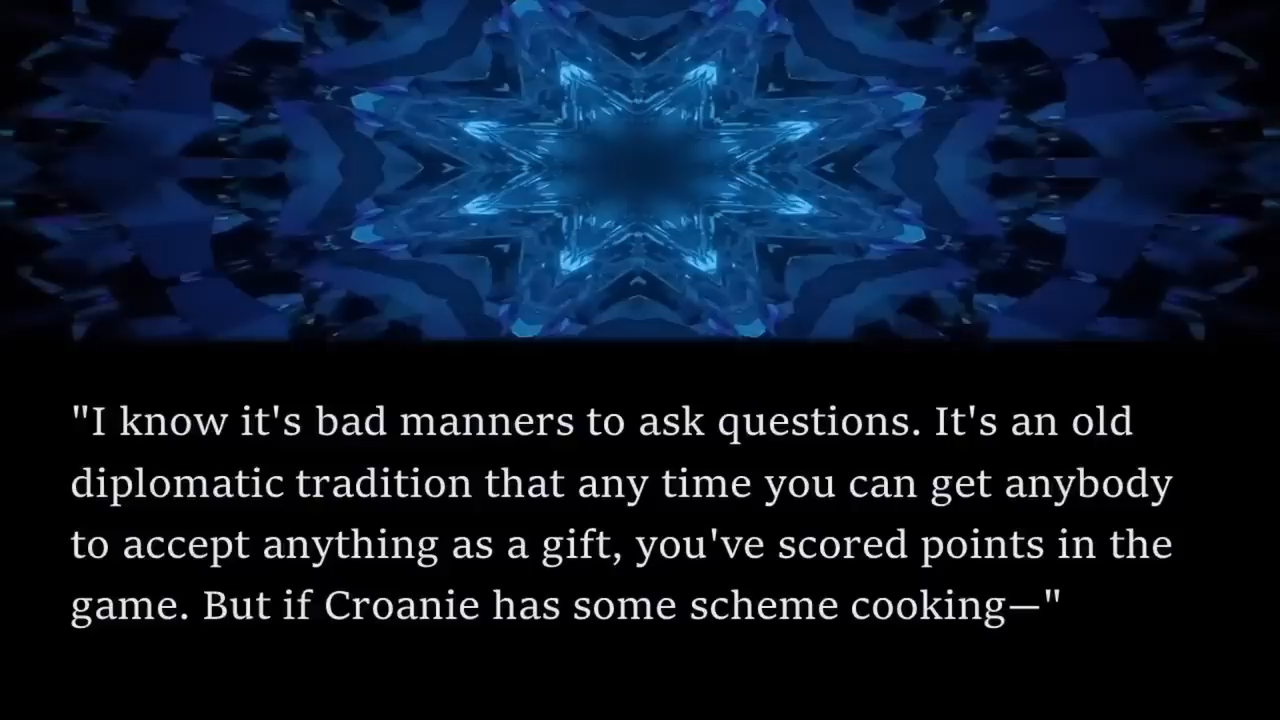 "I know it's bad manners to ask questions. It's an old
diplomatic tradition that any time you can get anybody
to accept anything as a gift, you've scored points in the
game. But if Croanie has some scheme cooking—"